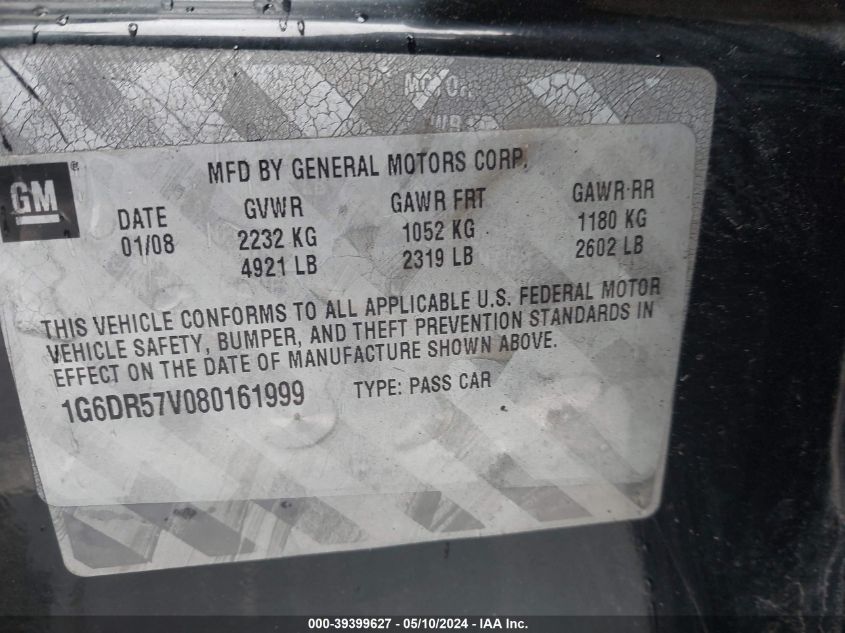 MOTOR
MFD BY GENERAL MOTORS CORP.
GM ®
DATE GVWR GAWR FRT GAWR RR
01/08 2232 KG 1052 KG 1180 KG
4921 LB 2319 LB 2602 LB
THIS VEHICLE CONFORMS TO ALL APPLICABLE U.S. FEDERAL MOTOR
VEHICLE SAFETY, BUMPER, AND THEFT PREVENTION STANDARDS IN
EFFECT ON THE DATE OF MANUFACTURE SHOWN ABOVE.
1G6DR57V080161999 TYPE: PASS CAR
000-39399627 - 05/10/2024 - IAA Inc.